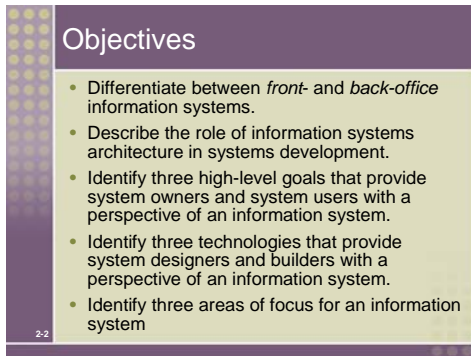 Objectives
• Differentiate between front- and back-office
information systems.
• Describe the role of information systems
architecture in systems development.
• Identify three high-level goals that provide
system owners and system users with a
perspective of an information system.
• Identify three technologies that provide
system designers and builders with a
perspective of an information system.
• Identify three areas of focus for an information
system
2-2